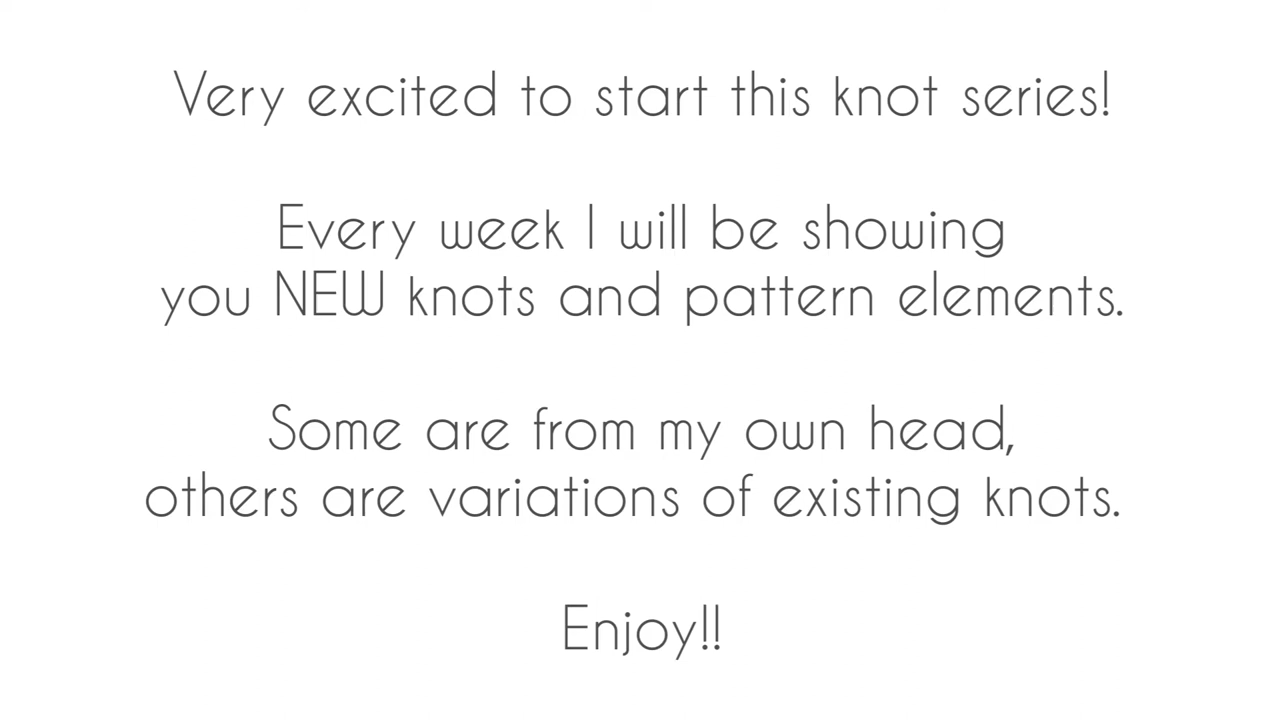 Very excited to start this knot series!
Every week I will be showing
you NEW knots and pattern elements.
Some are from my own head,
others are variations of existing knots.
Enjoy!!